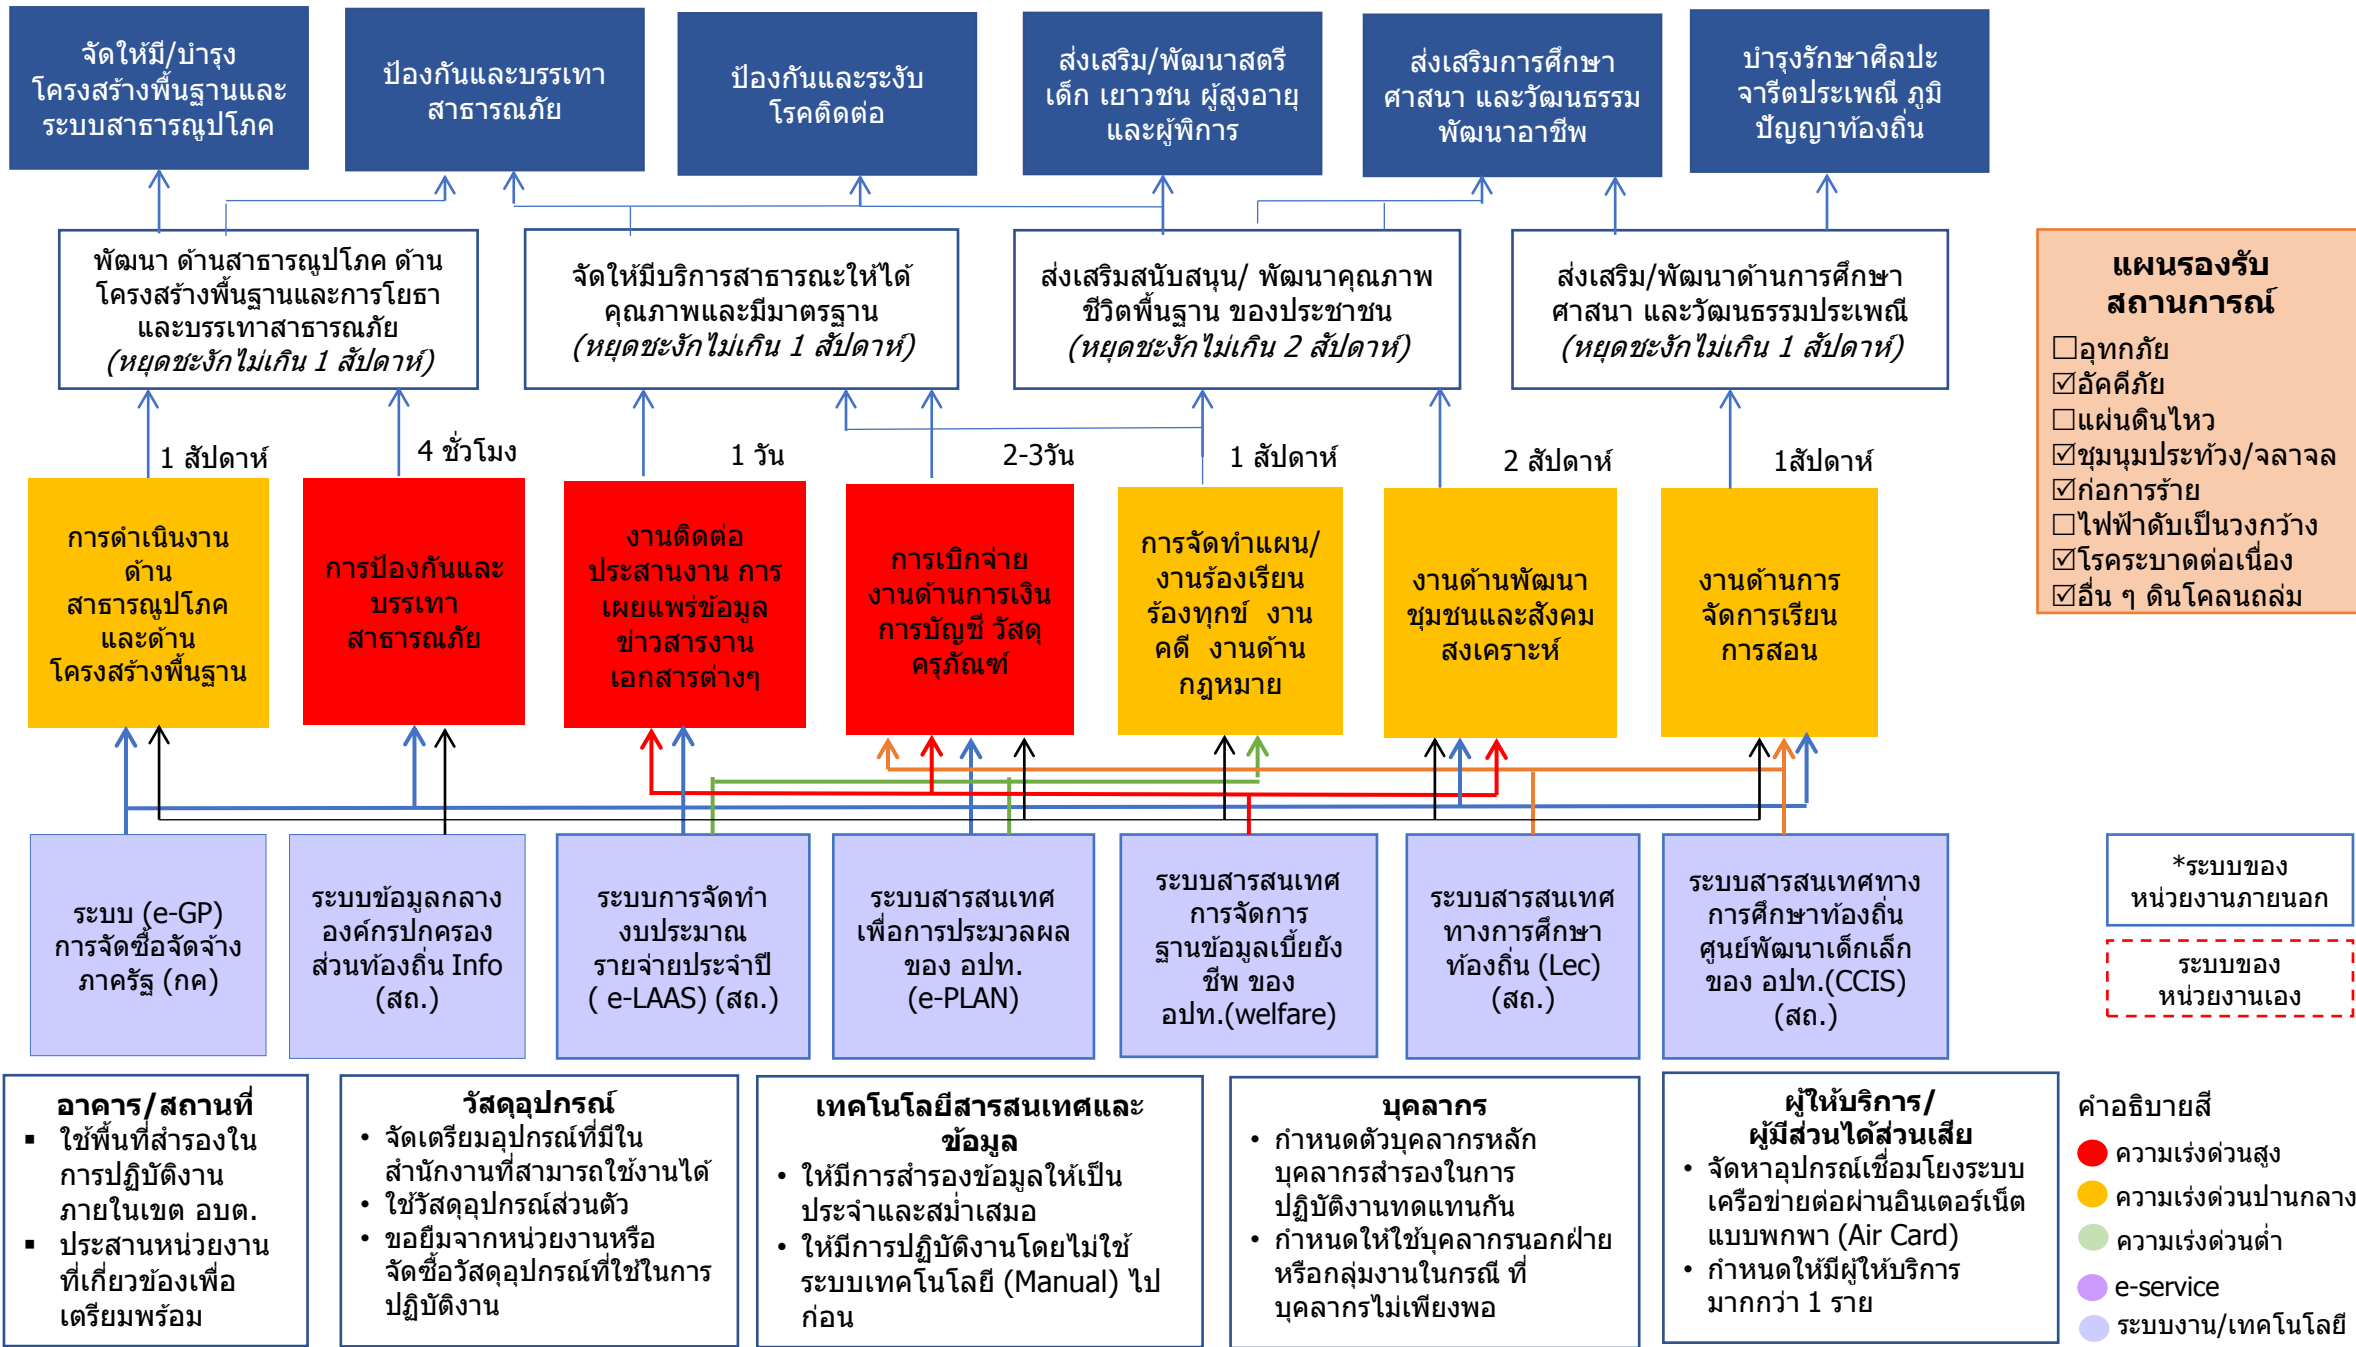 จัดให้มี/บำรุง
โครงสร้างพื้นฐานและ
ระบบสาธารณูปโภค
ป้องกันและบรรเทา
สาธารณภัย
ป้องกันและระงับ
โรคติดต่อ
ส่งเสริม/พัฒนาสตรี
เด็ก เยาวชน ผู้สูงอายุ
และผู้พิการ
ส่งเสริมการศึกษา
ศาสนา และวัฒนธรรม
พัฒนาอาชีพ
บำรุงรักษาศิลปะ
จารีตประเพณี ภูมิ
ปัญญาท้องถิ่น
พัฒนา ด้านสาธารณูปโภค ด้าน
โครงสร้างพื้นฐานและการโยธา
และบรรเทาสาธารณภัย
(หยุดชะงักไม่เกิน 1 สัปดาห์)
จัดให้มีบริการสาธารณะให้ได้
คุณภาพและมีมาตรฐาน
(หยุดชะงักไม่เกิน 1 สัปดาห์)
ส่งเสริมสนับสนุน/ พัฒนาคุณภาพ
ชีวิตพื้นฐาน ของประชาชน
(หยุดชะงักไม่เกิน 2 สัปดาห์)
ส่งเสริม/พัฒนาด้านการศึกษา
ศาสนา และวัฒนธรรมประเพณี
(หยุดชะงักไม่เกิน 1 สัปดาห์)
แผนรองรับ
สถานการณ์
☐อุทกภัย
☑อัคคีภัย
☐แผ่นดินไหว
☑ชุมนุมประท้วง/จลาจล
☑ก่อการร้าย
☐ไฟฟ้าดับเป็นวงกว้าง
☑โรคระบาดต่อเนื่อง
☑อื่น ๆ ดินโคลนถล่ม
1 สัปดาห์
4 ชั่วโมง
1 วัน
2-3วัน
1 สัปดาห์
2 สัปดาห์
1สัปดาห์
การดำเนินงาน
ด้าน
สาธารณูปโภค
และด้าน
โครงสร้างพื้นฐาน
การป้องกันและ
บรรเทา
สาธารณภัย
งานติดต่อ
ประสานงาน การ
เผยแพร่ข้อมูล
ข่าวสารงาน
เอกสารต่างๆ
การเบิกจ่าย
งานด้านการเงิน
การบัญชี วัสดุ
ครุภัณฑ์
การจัดทำแผน/
งานร้องเรียน
ร้องทุกข์ งาน
คดี งานด้าน
กฎหมาย
งานด้านพัฒนา
ชุมชนและสังคม
สงเคราะห์
งานด้านการ
จัดการเรียน
การสอน
ระบบ (e-GP)
การจัดซื้อจัดจ้าง
ภาครัฐ (กค)
ระบบข้อมูลกลาง
องค์กรปกครอง
ส่วนท้องถิ่น Info
(สถ.)
ระบบการจัดทำ
งบประมาณ
รายจ่ายประจำปี
( e-LAAS) (สถ.)
ระบบสารสนเทศ
เพื่อการประมวลผล
ของ อปท.
(e-PLAN)
ระบบสารสนเทศ
การจัดการ
ฐานข้อมูลเบี้ยยัง
ชีพ ของ
อปท.(welfare)
ระบบสารสนเทศ
ทางการศึกษา
ท้องถิ่น (Lec)
(สถ.)
ระบบสารสนเทศทาง
การศึกษาท้องถิ่น
ศูนย์พัฒนาเด็กเล็ก
ของ อปท.(CCIS)
(สถ.)
*ระบบของ
หน่วยงานภายนอก
ระบบของ
หน่วยงานเอง
อาคาร/สถานที่
▪ ใช้พื้นที่สำรองใน
การปฏิบัติงาน
ภายในเขต อบต.
▪ ประสานหน่วยงาน
ที่เกี่ยวข้องเพื่อ
เตรียมพร้อม
วัสดุอุปกรณ์
• จัดเตรียมอุปกรณ์ที่มีใน
สำนักงานที่สามารถใช้งานได้
• ใช้วัสดุอุปกรณ์ส่วนตัว
• ขอยืมจากหน่วยงานหรือ
จัดซื้อวัสดุอุปกรณ์ที่ใช้ในการ
ปฏิบัติงาน
เทคโนโลยีสารสนเทศและ
ข้อมูล
• ให้มีการสำรองข้อมูลให้เป็น
ประจำและสม่ำเสมอ
• ให้มีการปฏิบัติงานโดยไม่ใช้
ระบบเทคโนโลยี (Manual) ไป
ก่อน
บุคลากร
• กำหนดตัวบุคลากรหลัก
บุคลากรสำรองในการ
ปฏิบัติงานทดแทนกัน
• กำหนดให้ใช้บุคลากรนอกฝ่าย
หรือกลุ่มงานในกรณี ที่
บุคลากรไม่เพียงพอ
ผู้ให้บริการ/
ผู้มีส่วนได้ส่วนเสีย
• จัดหาอุปกรณ์เชื่อมโยงระบบ
เครือข่ายต่อผ่านอินเตอร์เน็ต
แบบพกพา (Air Card)
• กำหนดให้มีผู้ให้บริการ
มากกว่า 1 ราย
คำอธิบายสี
ความเร่งด่วนสูง
ความเร่งด่วนปานกลาง
ความเร่งด่วนต่ำ
e-service
ระบบงาน/เทคโนโลยี